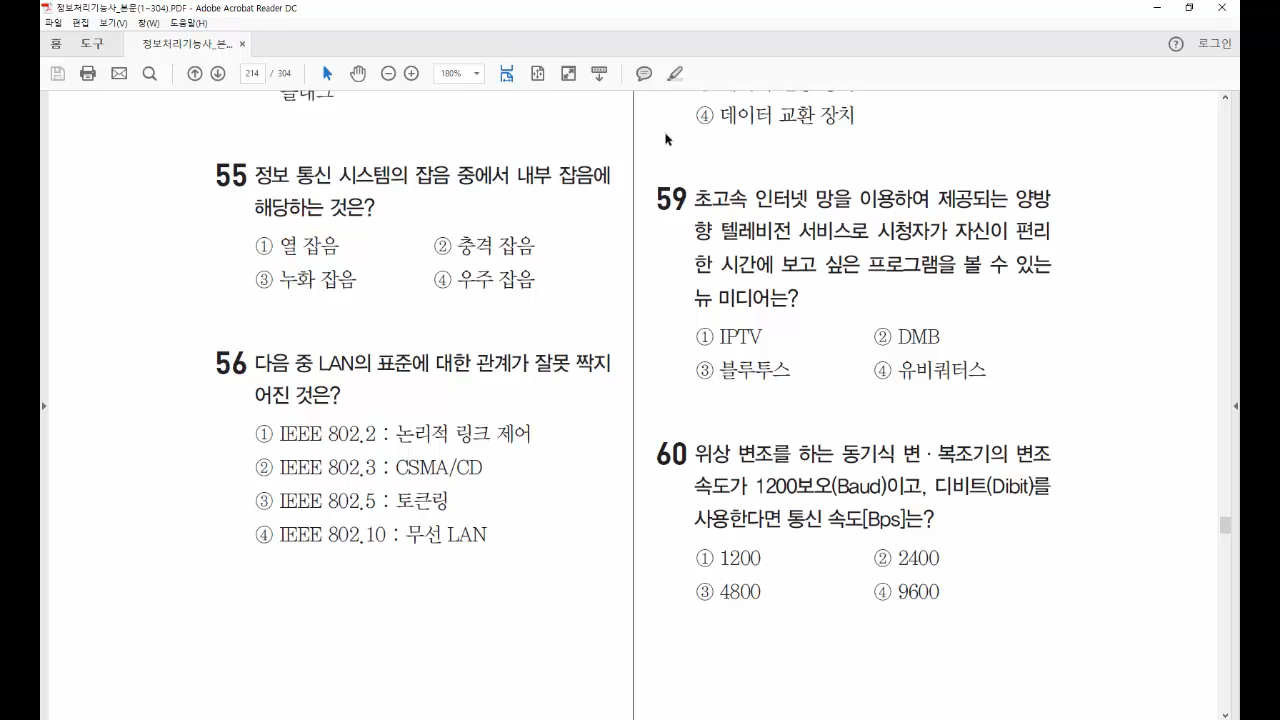 정보처리기능사_본문(1~304).PDF - Adobe Acrobat Reader DC
파일 편집 보기(V) 창(W) 도움말(H)
홈 도구 정보처리기능사_본... × 로그인
214 / 304 180%
플래그
55 정보 통신 시스템의 잡음 중에서 내부 잡음에
해당하는 것은?
① 열 잡음 ② 충격 잡음
③ 누화 잡음 ④ 우주 잡음
56 다음 중 LAN의 표준에 대한 관계가 잘못 짝지
어진 것은?
① IEEE 802.2 : 논리적 링크 제어
② IEEE 802.3 : CSMA/CD
③ IEEE 802.5 : 토큰링
④ IEEE 802.10 : 무선 LAN
④ 데이터 교환 장치
59 초고속 인터넷 망을 이용하여 제공되는 양방
향 텔레비전 서비스로 시청자가 자신이 편리
한 시간에 보고 싶은 프로그램을 볼 수 있는
뉴 미디어는?
① IPTV ② DMB
③ 블루투스 ④ 유비쿼터스
60 위상 변조를 하는 동기식 변·복조기의 변조
속도가 1200보오(Baud)이고, 디비트(Dibit)를
사용한다면 통신 속도[Bps]는?
① 1200 ② 2400
③ 4800 ④ 9600